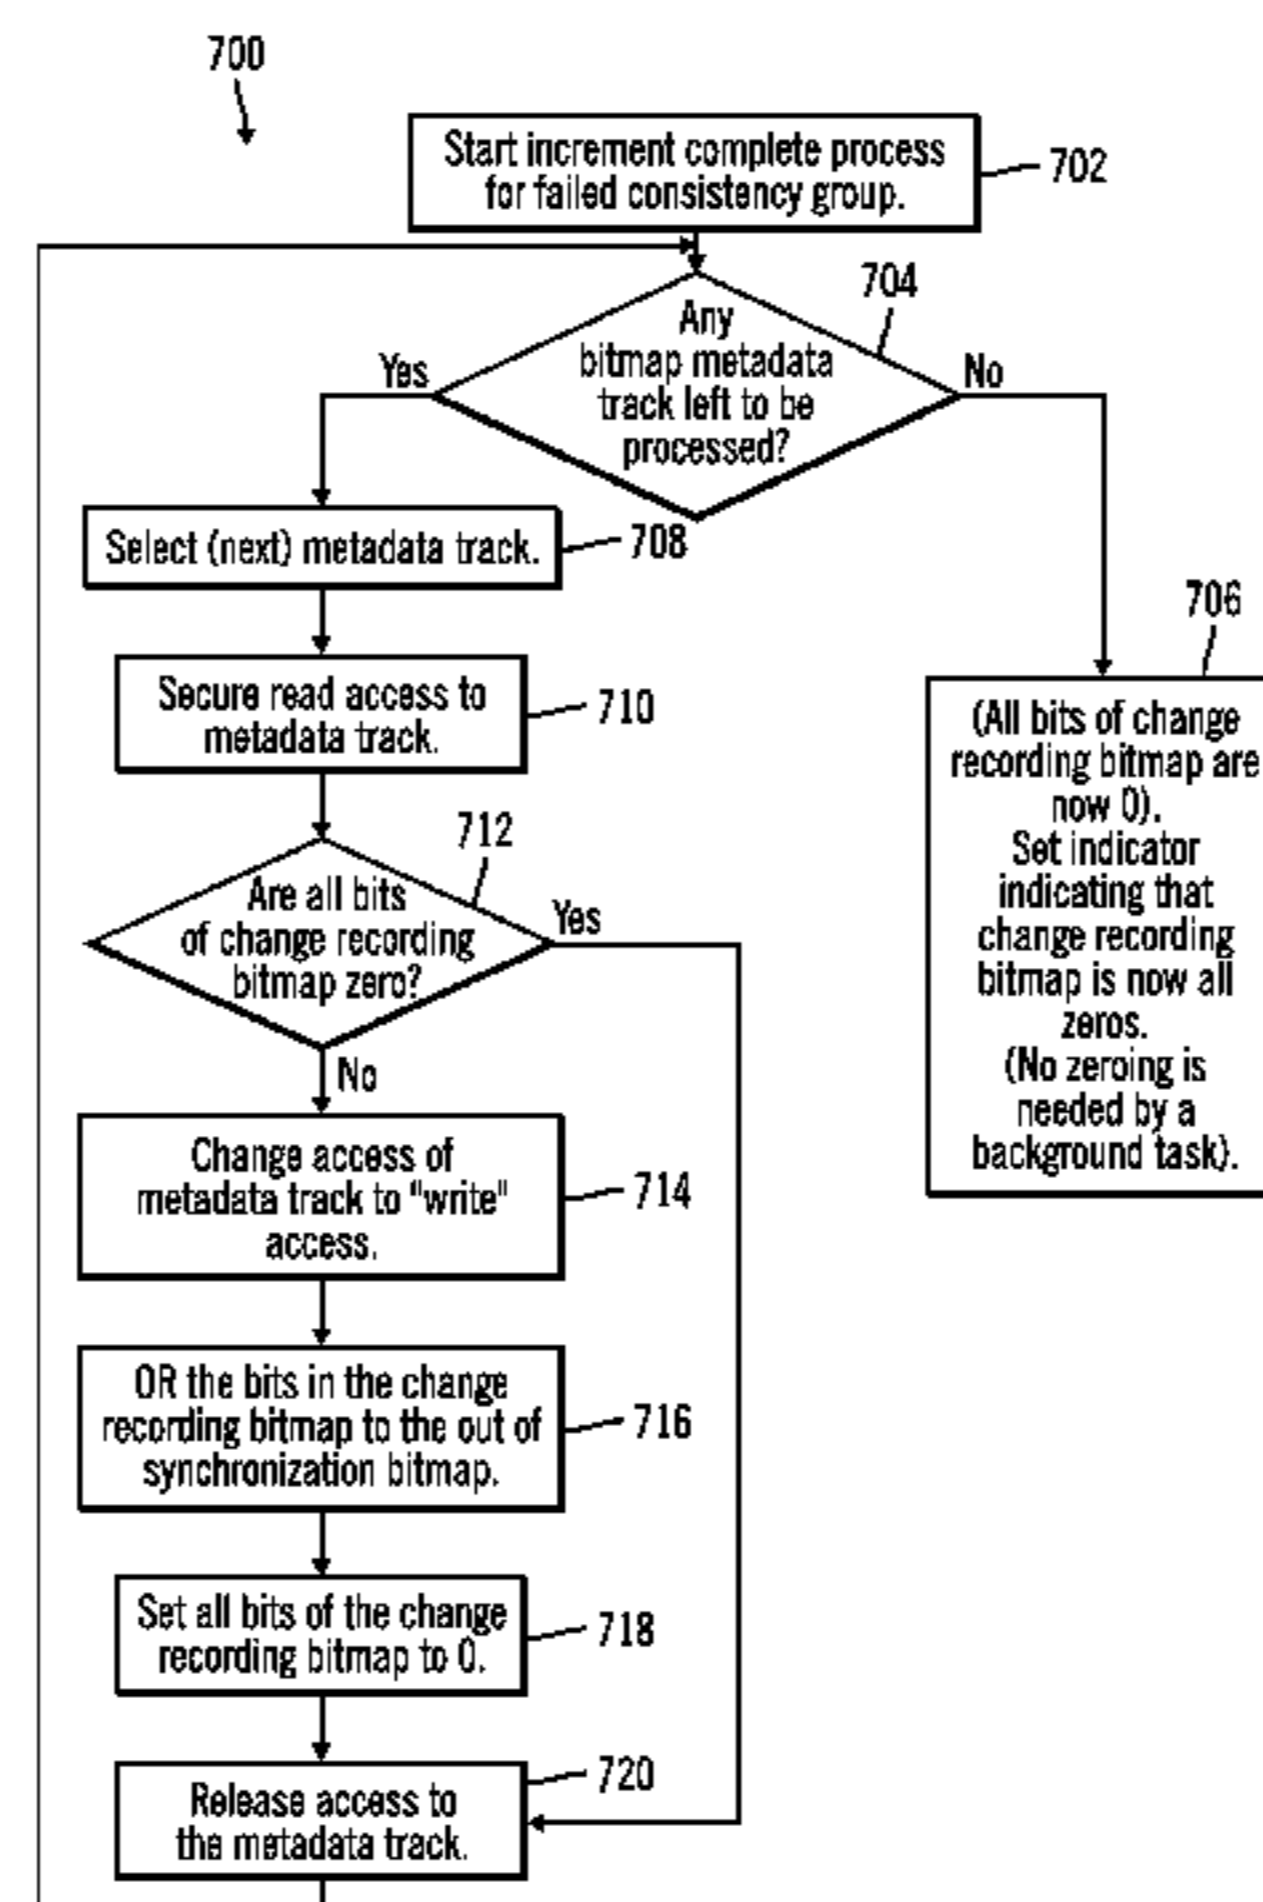 700
Start increment complete process
for failed consistency group.
702
704
Any
bitmap metadata
track left to be
processed?
Yes
No
Select (next) metadata track.
708
706
Secure read access to
metadata track.
710
(All bits of change
recording bitmap are
now 0).
Set indicator
indicating that
change recording
bitmap is now all
zeros.
(No zeroing is
needed by a
background task).
712
Are all bits
of change recording
bitmap zero?
Yes
No
Change access of
metadata track to "write"
access.
714
OR the bits in the change
recording bitmap to the out of
synchronization bitmap.
716
Set all bits of the change
recording bitmap to 0.
718
Release access to
the metadata track.
720